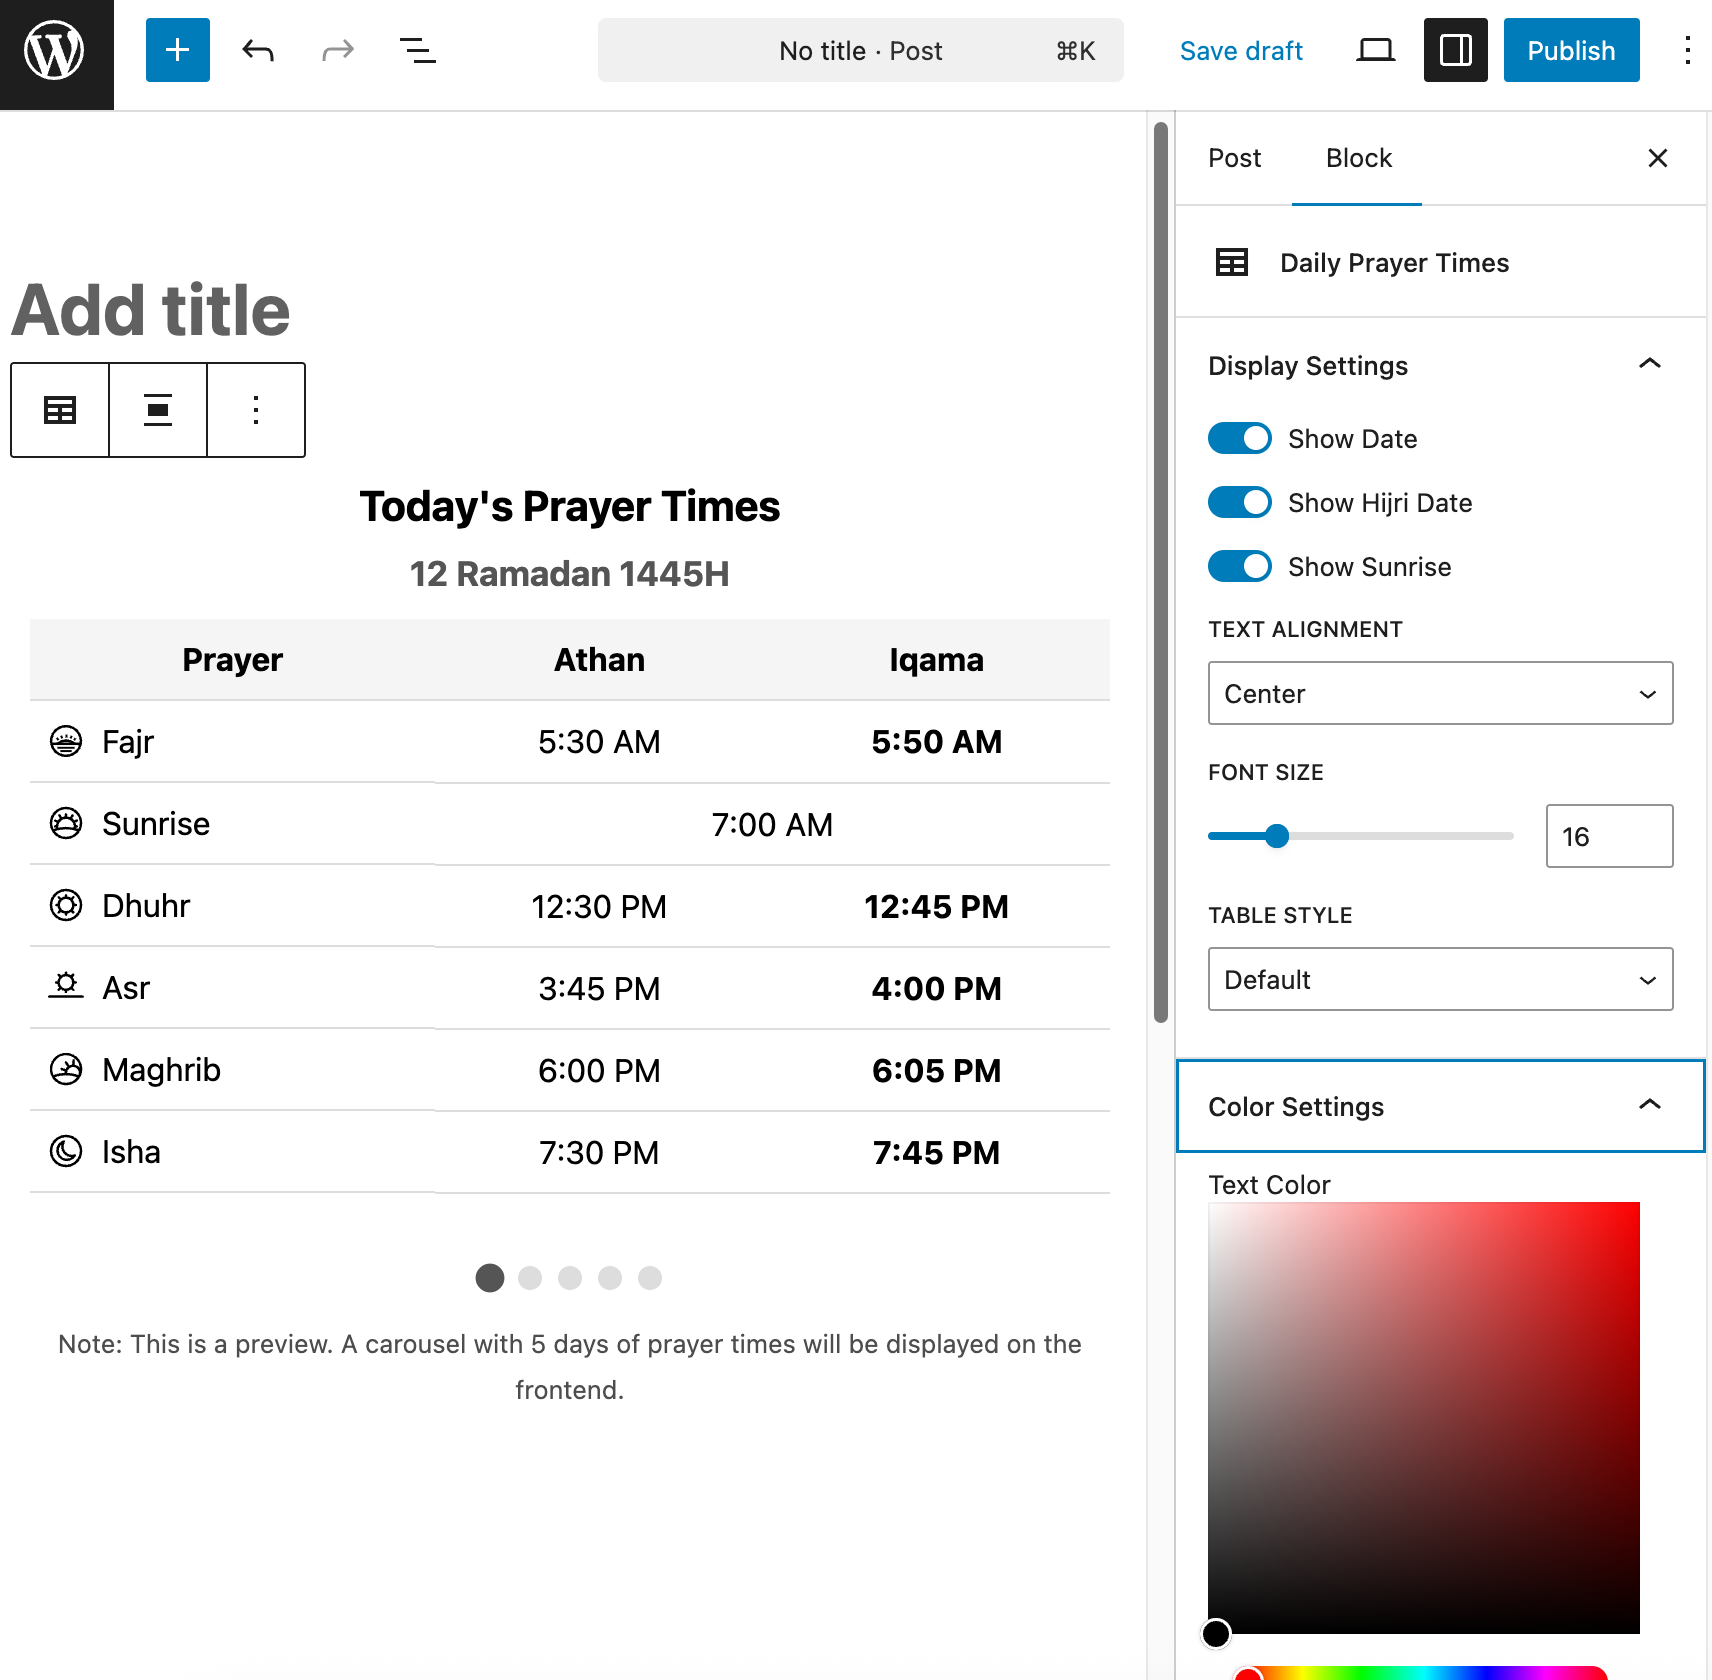 No title · Post ⌘K
Save draft
Publish
Add title
Today's Prayer Times
12 Ramadan 1445H
Prayer Athan Iqama
Fajr 5:30 AM 5:50 AM
Sunrise 7:00 AM
Dhuhr 12:30 PM 12:45 PM
Asr 3:45 PM 4:00 PM
Maghrib 6:00 PM 6:05 PM
Isha 7:30 PM 7:45 PM
Note: This is a preview. A carousel with 5 days of prayer times will be displayed on the
frontend.
Post Block
Daily Prayer Times
Display Settings
Show Date
Show Hijri Date
Show Sunrise
TEXT ALIGNMENT
Center
FONT SIZE
16
TABLE STYLE
Default
Color Settings
Text Color